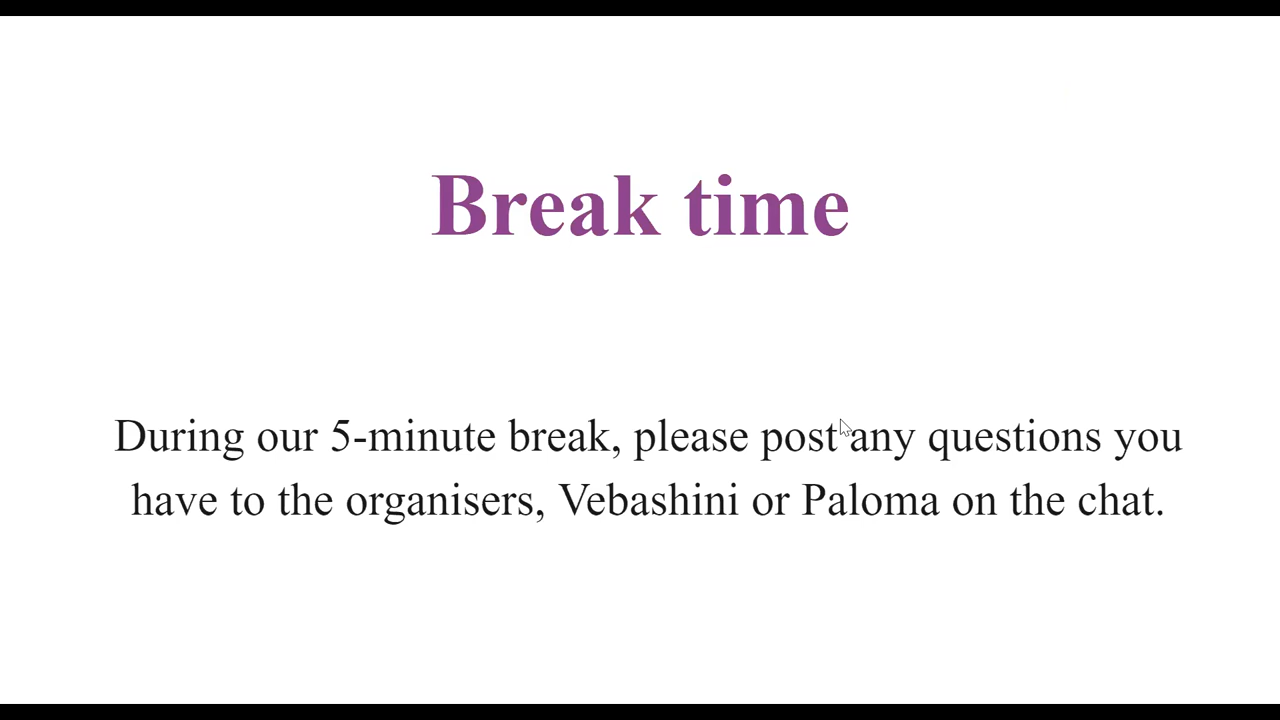 Break time
During our 5-minute break, please post any questions you
have to the organisers, Vebashini or Paloma on the chat.